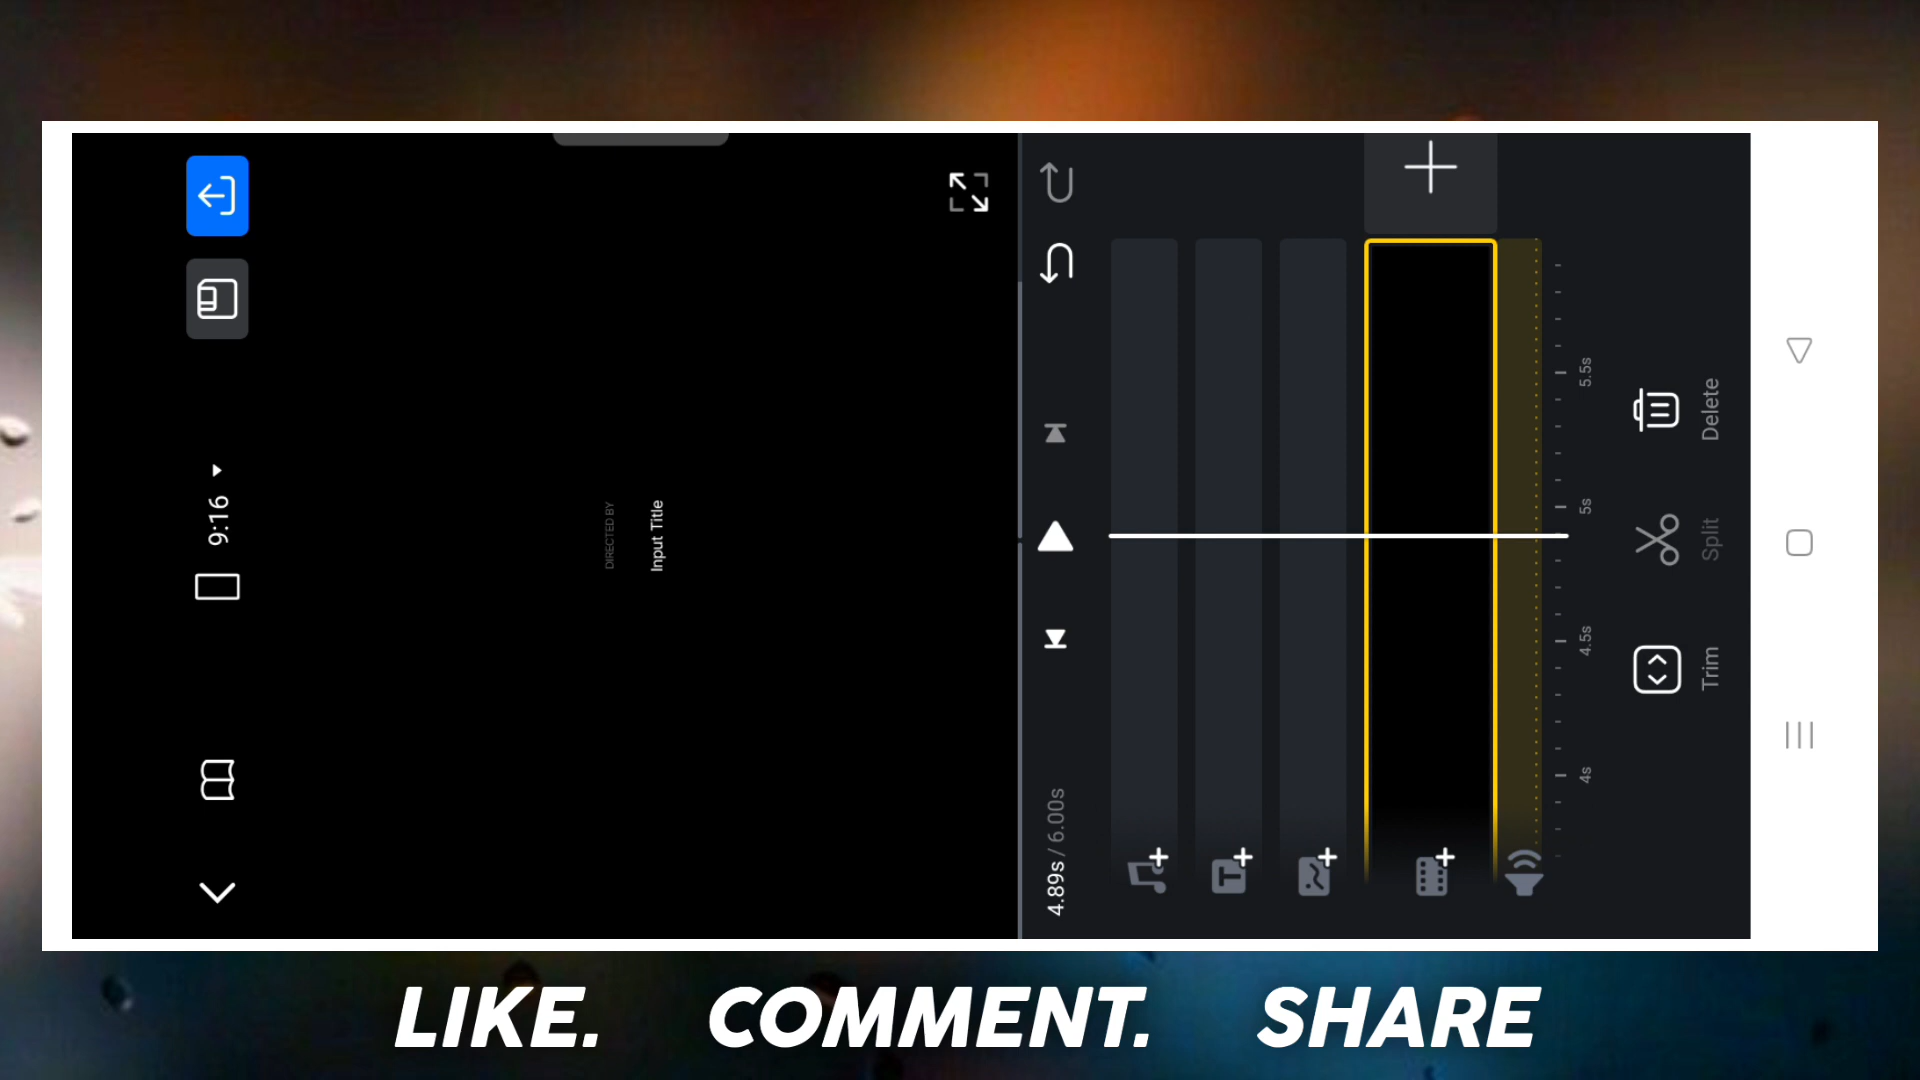 9:16
DIRECTED BY
Input Title
4.89s / 6.00s
4s
4.5s
5s
5.5s
Trim
Split
Delete
LIKE. COMMENT. SHARE